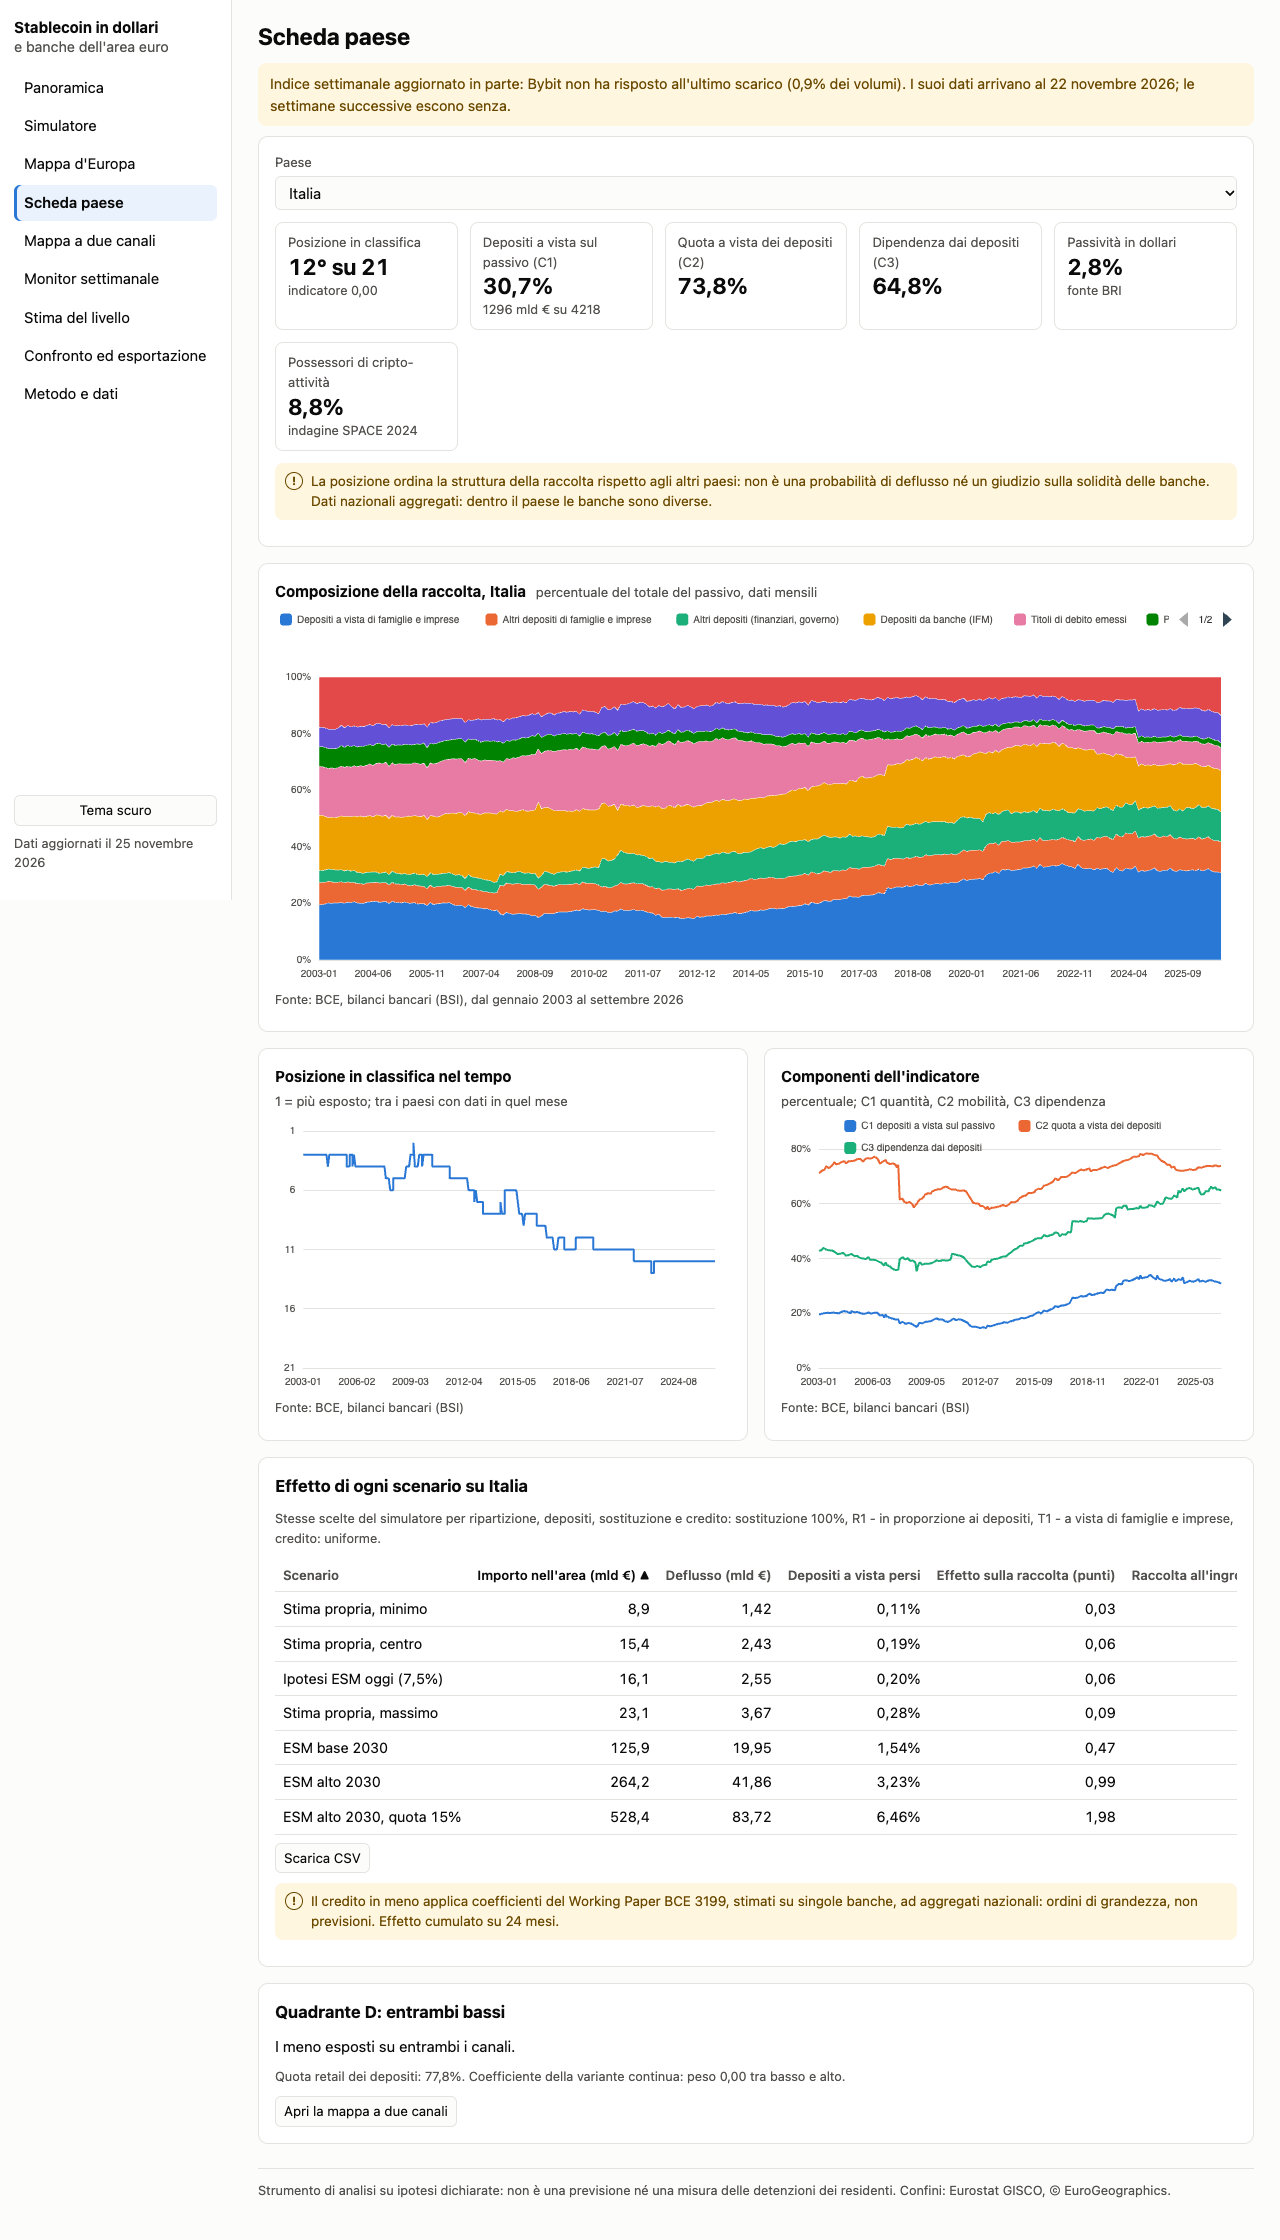 Stablecoin in dollari
e banche dell'area euro
Panoramica
Simulatore
Mappa d'Europa
Scheda paese
Mappa a due canali
Monitor settimanale
Stima del livello
Confronto ed esportazione
Metodo e dati
Tema scuro
Dati aggiornati il 25 novembre
2026
Scheda paese
Indice settimanale aggiornato in parte: Bybit non ha risposto all'ultimo scarico (0,9% dei volumi). I suoi dati arrivano al 22 novembre 2026; le
settimane successive escono senza.
Paese
Italia
Posizione in classifica
12° su 21
indicatore 0,00
Depositi a vista sul
passivo (C1)
30,7%
1296 mld € su 4218
Quota a vista dei depositi
(C2)
73,8%
Dipendenza dai depositi
(C3)
64,8%
Passività in dollari
2,8%
fonte BRI
Possessori di cripto-
attività
8,8%
indagine SPACE 2024
La posizione ordina la struttura della raccolta rispetto agli altri paesi: non è una probabilità di deflusso né un giudizio sulla solidità delle banche.
Dati nazionali aggregati: dentro il paese le banche sono diverse.
Composizione della raccolta, Italia percentuale del totale del passivo, dati mensili
Depositi a vista di famiglie e imprese Altri depositi di famiglie e imprese Altri depositi (finanziari, governo) Depositi da banche (IFM) Titoli di debito emessi P 1/2
100%
80%
60%
40%
20%
0%
2003-01 2004-06 2005-11 2007-04 2008-09 2010-02 2011-07 2012-12 2014-05 2015-10 2017-03 2018-08 2020-01 2021-06 2022-11 2024-04 2025-09
Fonte: BCE, bilanci bancari (BSI), dal gennaio 2003 al settembre 2026
Posizione in classifica nel tempo
1 = più esposto; tra i paesi con dati in quel mese
1
6
11
16
21
2003-01 2006-02 2009-03 2012-04 2015-05 2018-06 2021-07 2024-08
Fonte: BCE, bilanci bancari (BSI)
Componenti dell'indicatore
percentuale; C1 quantità, C2 mobilità, C3 dipendenza
C1 depositi a vista sul passivo C2 quota a vista dei depositi
C3 dipendenza dai depositi
80%
60%
40%
20%
0%
2003-01 2006-03 2009-05 2012-07 2015-09 2018-11 2022-01 2025-03
Fonte: BCE, bilanci bancari (BSI)
Effetto di ogni scenario su Italia
Stesse scelte del simulatore per ripartizione, depositi, sostituzione e credito: sostituzione 100%, R1 - in proporzione ai depositi, T1 - a vista di famiglie e imprese,
credito: uniforme.
Scenario Importo nell'area (mld €) ▲ Deflusso (mld €) Depositi a vista persi Effetto sulla raccolta (punti) Raccolta all'ingr
Stima propria, minimo 8,9 1,42 0,11% 0,03
Stima propria, centro 15,4 2,43 0,19% 0,06
Ipotesi ESM oggi (7,5%) 16,1 2,55 0,20% 0,06
Stima propria, massimo 23,1 3,67 0,28% 0,09
ESM base 2030 125,9 19,95 1,54% 0,47
ESM alto 2030 264,2 41,86 3,23% 0,99
ESM alto 2030, quota 15% 528,4 83,72 6,46% 1,98
Scarica CSV
Il credito in meno applica coefficienti del Working Paper BCE 3199, stimati su singole banche, ad aggregati nazionali: ordini di grandezza, non
previsioni. Effetto cumulato su 24 mesi.
Quadrante D: entrambi bassi
I meno esposti su entrambi i canali.
Quota retail dei depositi: 77,8%. Coefficiente della variante continua: peso 0,00 tra basso e alto.
Apri la mappa a due canali
Strumento di analisi su ipotesi dichiarate: non è una previsione né una misura delle detenzioni dei residenti. Confini: Eurostat GISCO, © EuroGeographics.